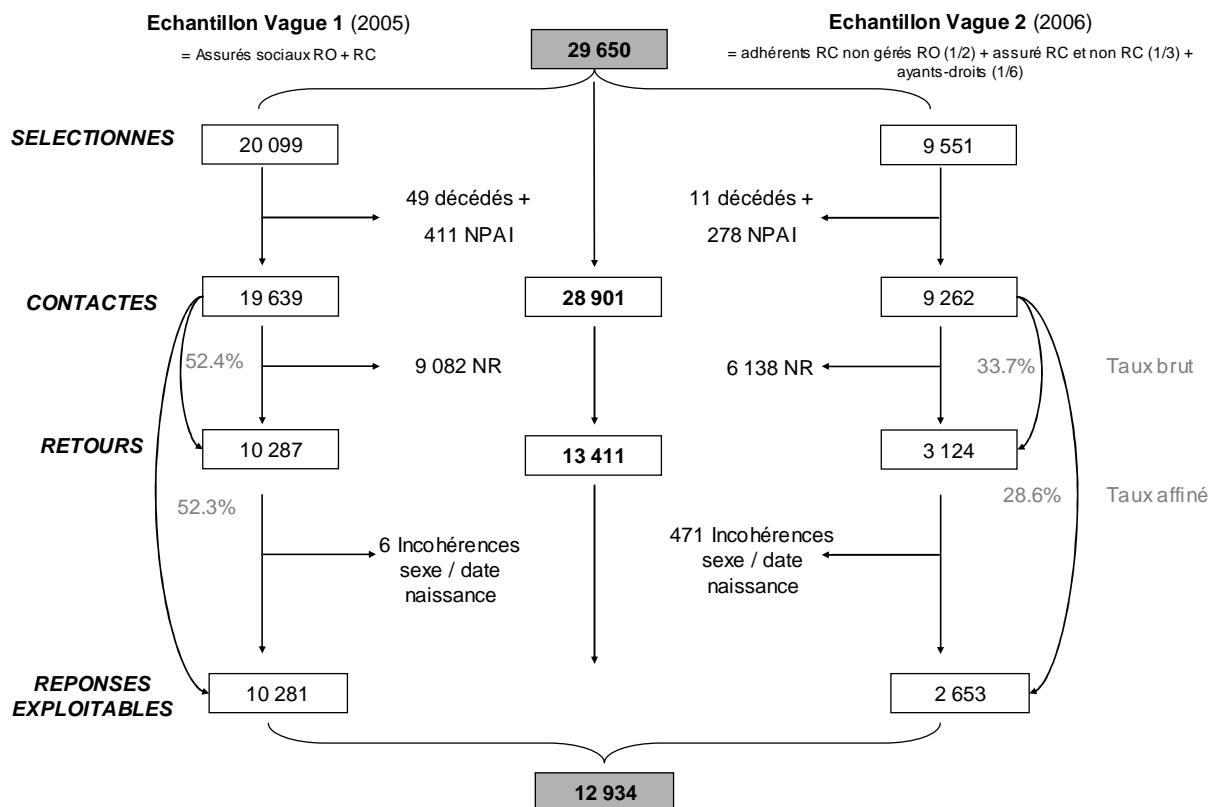 Echantillon Vague 1 (2005)
= Assurés sociaux RO + RC
29 650
Echantillon Vague 2 (2006)
= adhérents RC non gérés RO (1/2) + assuré RC et non RC (1/3) +
ayants-droits (1/6)
SELECTIONNES
20 099
9 551
49 décédés +
411 NPAI
11 décédés +
278 NPAI
CONTACTES
19 639
28 901
9 262
52.4%
9 082 NR
6 138 NR
33.7%
Taux brut
RETOURS
10 287
13 411
3 124
52.3%
28.6%
Taux affiné
6 Incohérences
sexe / date
naissance
471 Incohérences
sexe / date
naissance
REPONSES
EXPLOITABLES
10 281
2 653
12 934